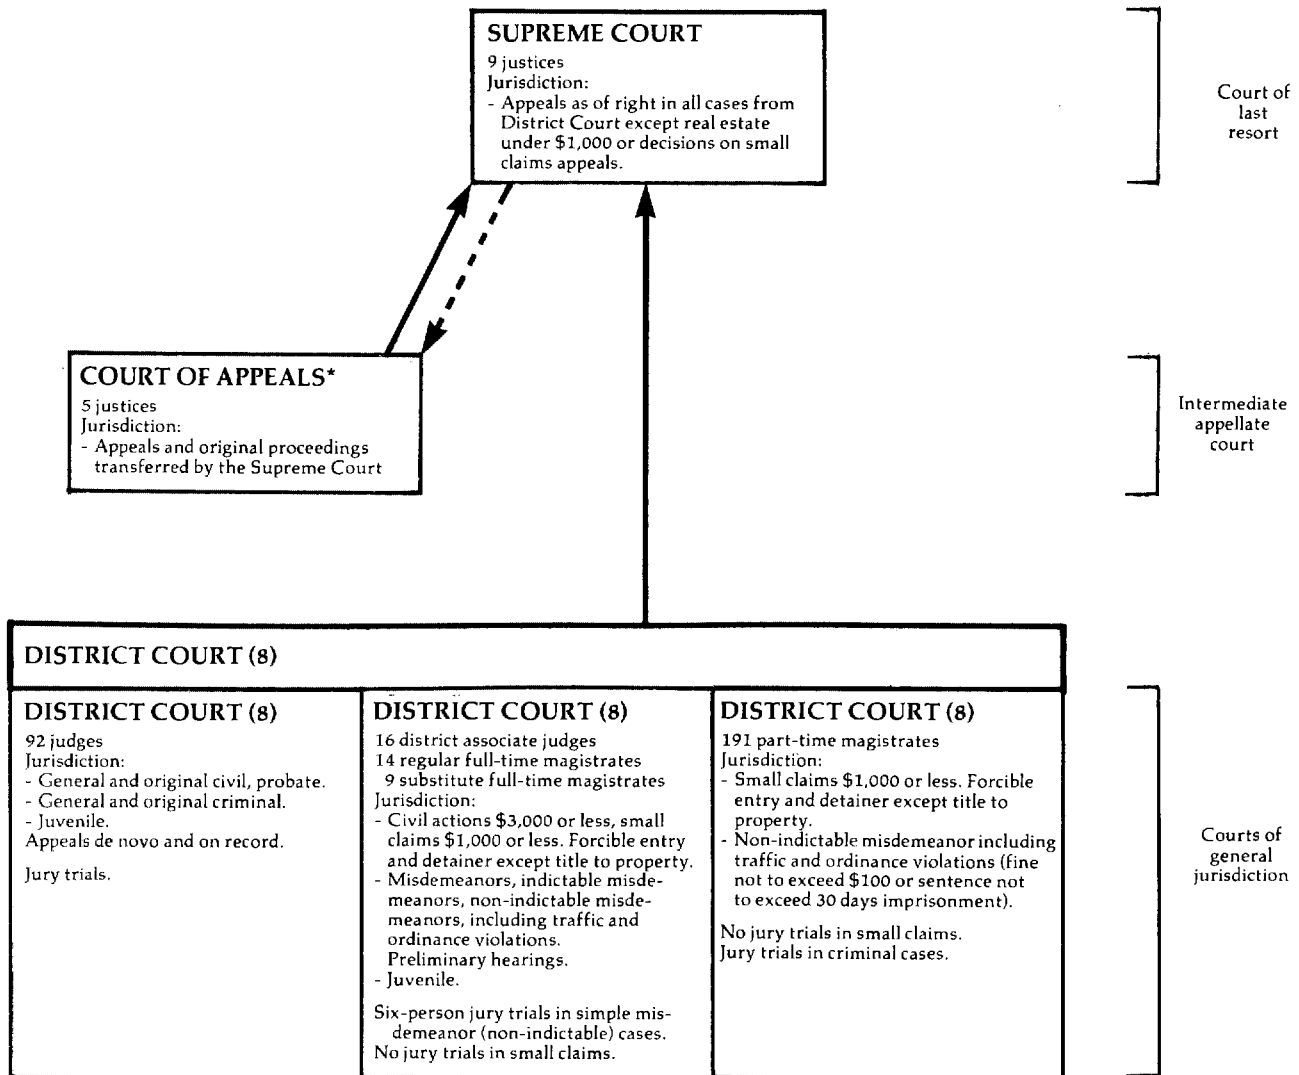 SUPREME COURT
9 justices
Jurisdiction:
- Appeals as of right in all cases from
District Court except real estate
under $1,000 or decisions on small
claims appeals.
Court of
last
resort
COURT OF APPEALS*
5 justices
Jurisdiction:
- Appeals and original proceedings
transferred by the Supreme Court
Intermediate
appellate
court
DISTRICT COURT (8)
DISTRICT COURT (8)
92 judges
Jurisdiction:
- General and original civil, probate.
- General and original criminal.
- Juvenile.
Appeals de novo and on record.
Jury trials.
DISTRICT COURT (8)
16 district associate judges
14 regular full-time magistrates
9 substitute full-time magistrates
Jurisdiction:
- Civil actions $3,000 or less, small
claims $1,000 or less. Forcible entry
and detainer except title to property.
- Misdemeanors, indictable misde-
meanors, non-indictable misde-
meanors, including traffic and
ordinance violations.
Preliminary hearings.
- Juvenile.
Six-person jury trials in simple mis-
demeanor (non-indictable) cases.
No jury trials in small claims.
DISTRICT COURT (8)
191 part-time magistrates
Jurisdiction:
- Small claims $1,000 or less. Forcible
entry and detainer except title to
property.
- Non-indictable misdemeanor including
traffic and ordinance violations (fine
not to exceed $100 or sentence not
to exceed 30 days imprisonment).
No jury trials in small claims.
Jury trials in criminal cases.
Courts of
general
jurisdiction